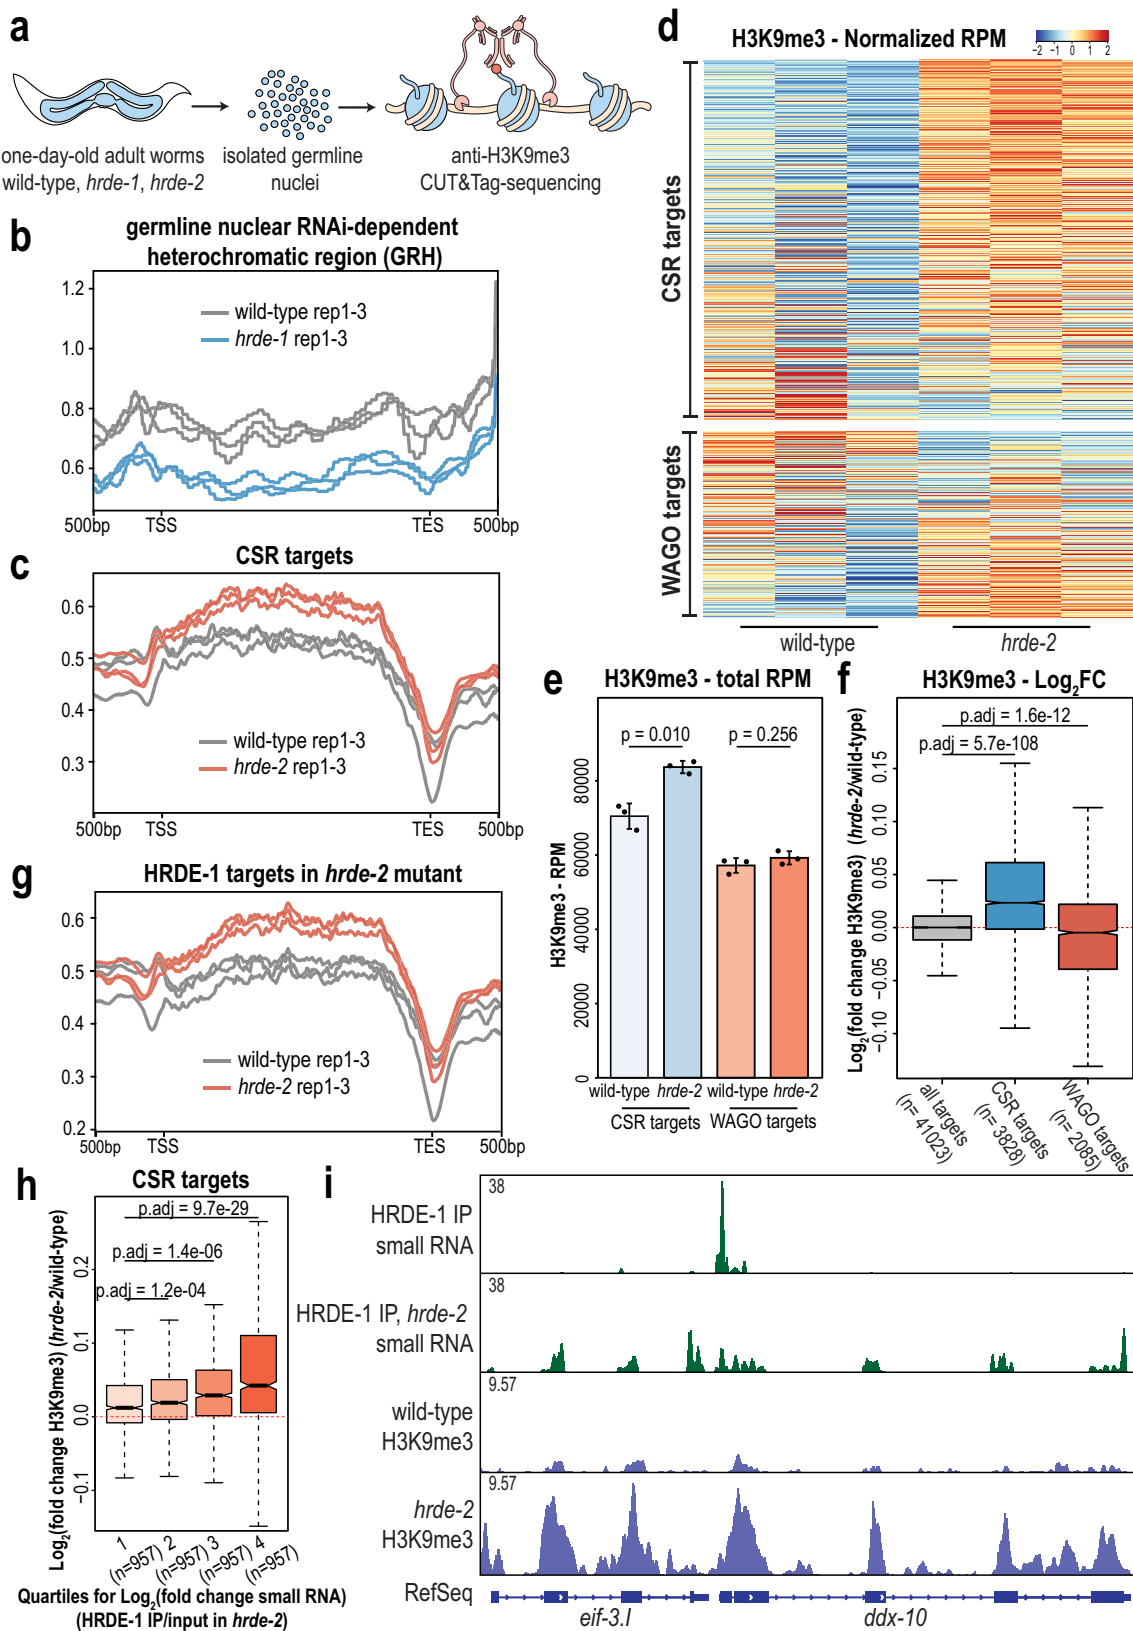 a
one-day-old adult worms
wild-type, hrde-1, hrde-2
isolated germline
nuclei
anti-H3K9me3
CUT&Tag-sequencing
b
germline nuclear RNAi-dependent
heterochromatic region (GRH)
1.2
1.0
0.8
0.6
wild-type rep1-3
hrde-1 rep1-3
500bp
TSS
TES
500bp
c
CSR targets
0.6
0.5
0.4
0.3
wild-type rep1-3
hrde-2 rep1-3
500bp
TSS
TES
500bp
d
H3K9me3 - Normalized RPM
−2 −1 0 1 2
CSR targets
WAGO targets
wild-type
hrde-2
e
H3K9me3 - total RPM
H3K9me3 - RPM
80000
60000
40000
20000
0
p = 0.010
p = 0.256
wild-type hrde-2 wild-type hrde-2
CSR targets WAGO targets
f
H3K9me3 - Log2FC
p.adj = 1.6e-12
p.adj = 5.7e-108
Log2(fold change H3K9me3) (hrde-2/wild-type)
0.15
0.10
0.05
0.00
−0.05
−0.10
all targets
(n= 41023)
CSR targets
(n= 3828)
WAGO targets
(n= 2085)
g
HRDE-1 targets in hrde-2 mutant
0.6
0.5
0.4
0.3
0.2
wild-type rep1-3
hrde-2 rep1-3
500bp
TSS
TES
500bp
h
CSR targets
p.adj = 9.7e-29
p.adj = 1.4e-06
p.adj = 1.2e-04
Log2(fold change H3K9me3) (hrde-2/wild-type)
0.2
0.1
0.0
−0.1
1
(n=957)
2
(n=957)
3
(n=957)
4
(n=957)
Quartiles for Log2(fold change small RNA)
(HRDE-1 IP/input in hrde-2)
i
38
HRDE-1 IP
small RNA
38
HRDE-1 IP, hrde-2
small RNA
9.57
wild-type
H3K9me3
9.57
hrde-2
H3K9me3
RefSeq
eif-3.I
ddx-10